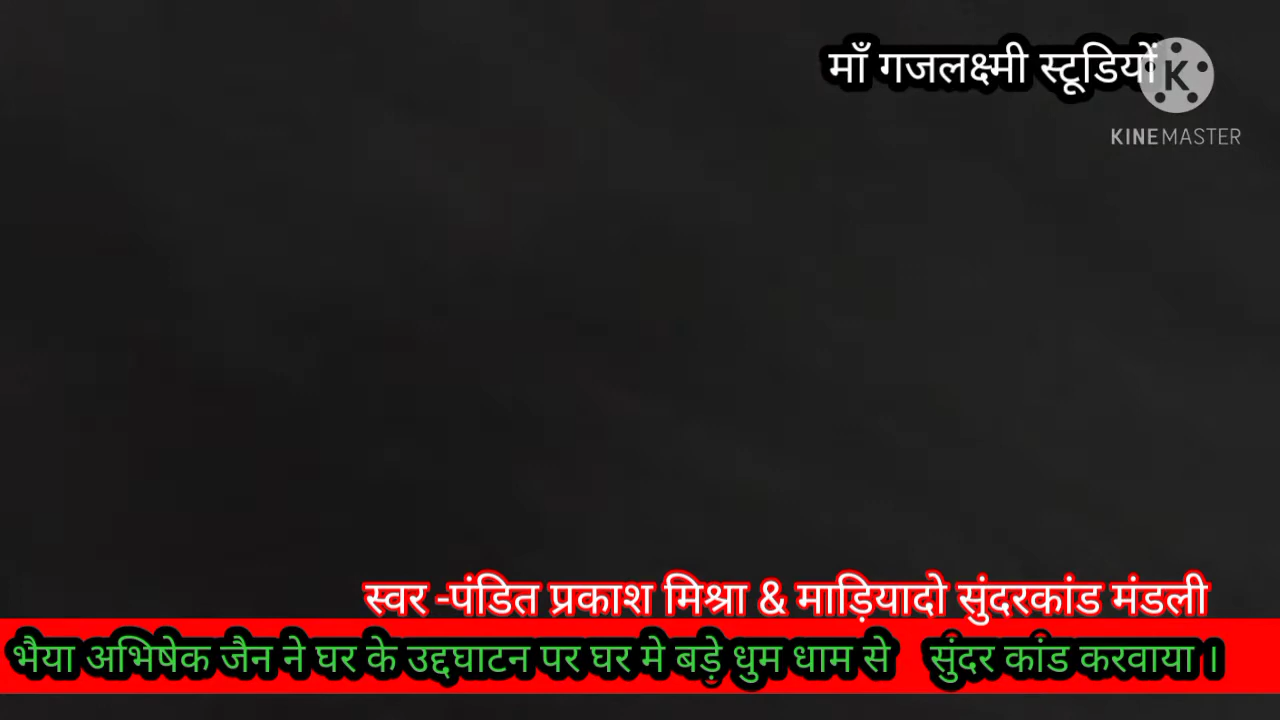 माँ गजलक्ष्मी स्टूडियों
K
KINEMASTER
स्वर -पंडित प्रकाश मिश्रा & माड़ियादो सुंदरकांड मंडली
भैया अभिषेक जैन ने घर के उद्दघाटन पर घर मे बड़े धुम धाम से सुंदर कांड करवाया ।